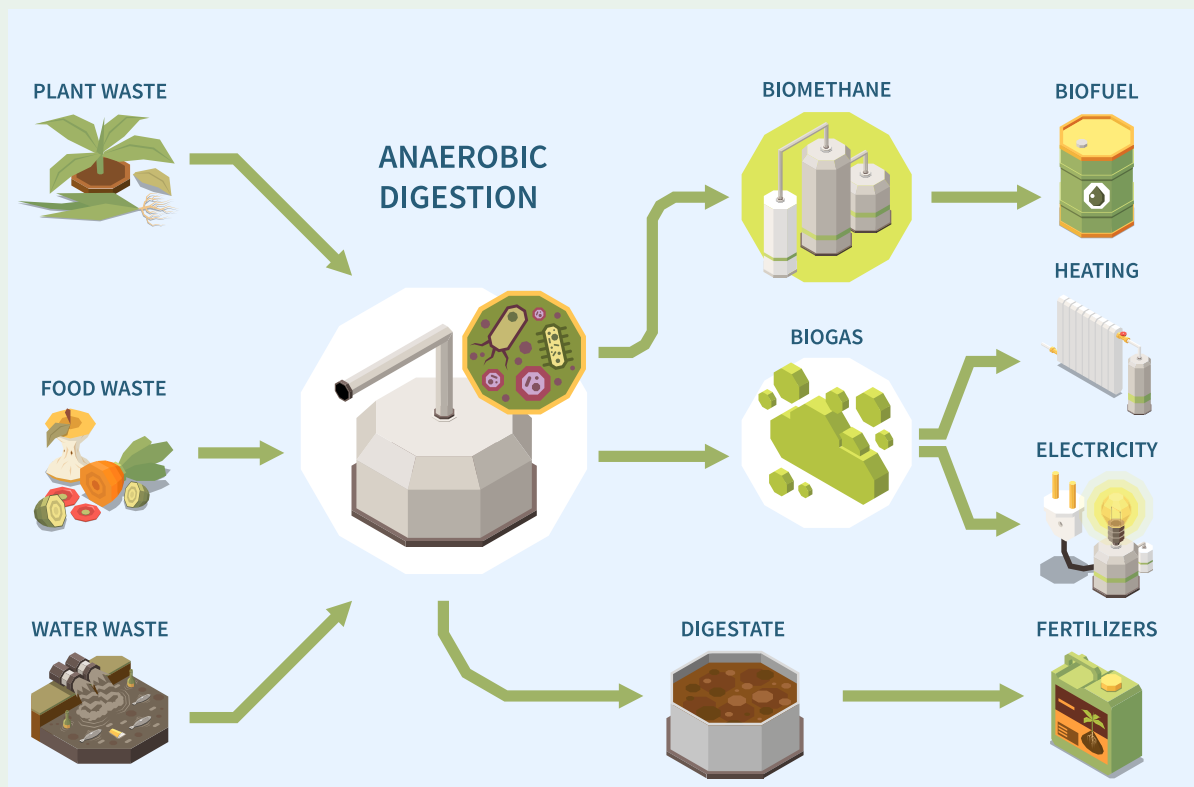 PLANT WASTE
ANAEROBIC
DIGESTION
BIOMETHANE
BIOFUEL
HEATING
BIOGAS
FOOD WASTE
ELECTRICITY
WATER WASTE
DIGESTATE
FERTILIZERS